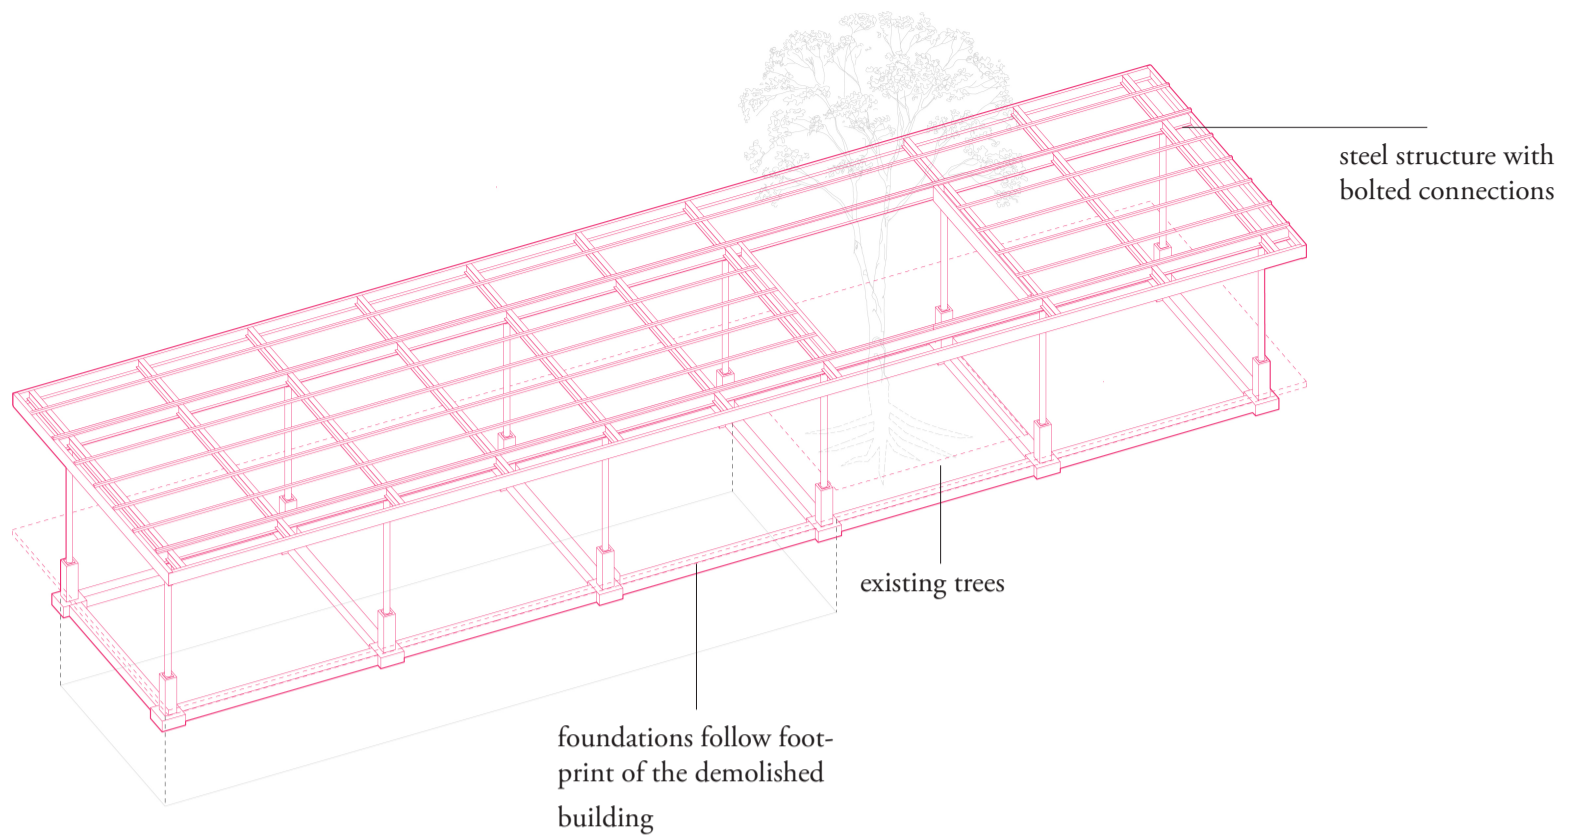 steel structure with
bolted connections
existing trees
foundations follow foot-
print of the demolished
building